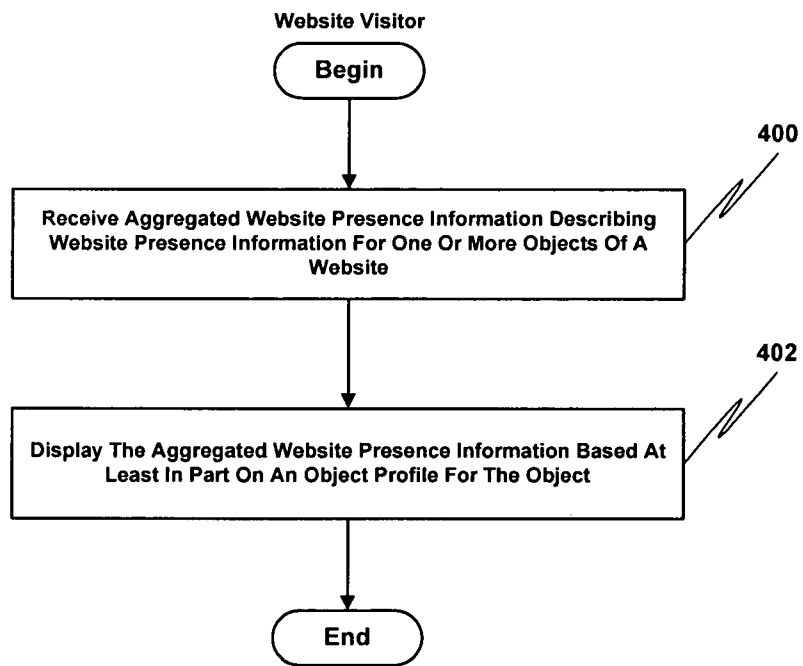 Website Visitor
Begin
400
Receive Aggregated Website Presence Information Describing
Website Presence Information For One Or More Objects Of A
Website
402
Display The Aggregated Website Presence Information Based At
Least In Part On An Object Profile For The Object
End